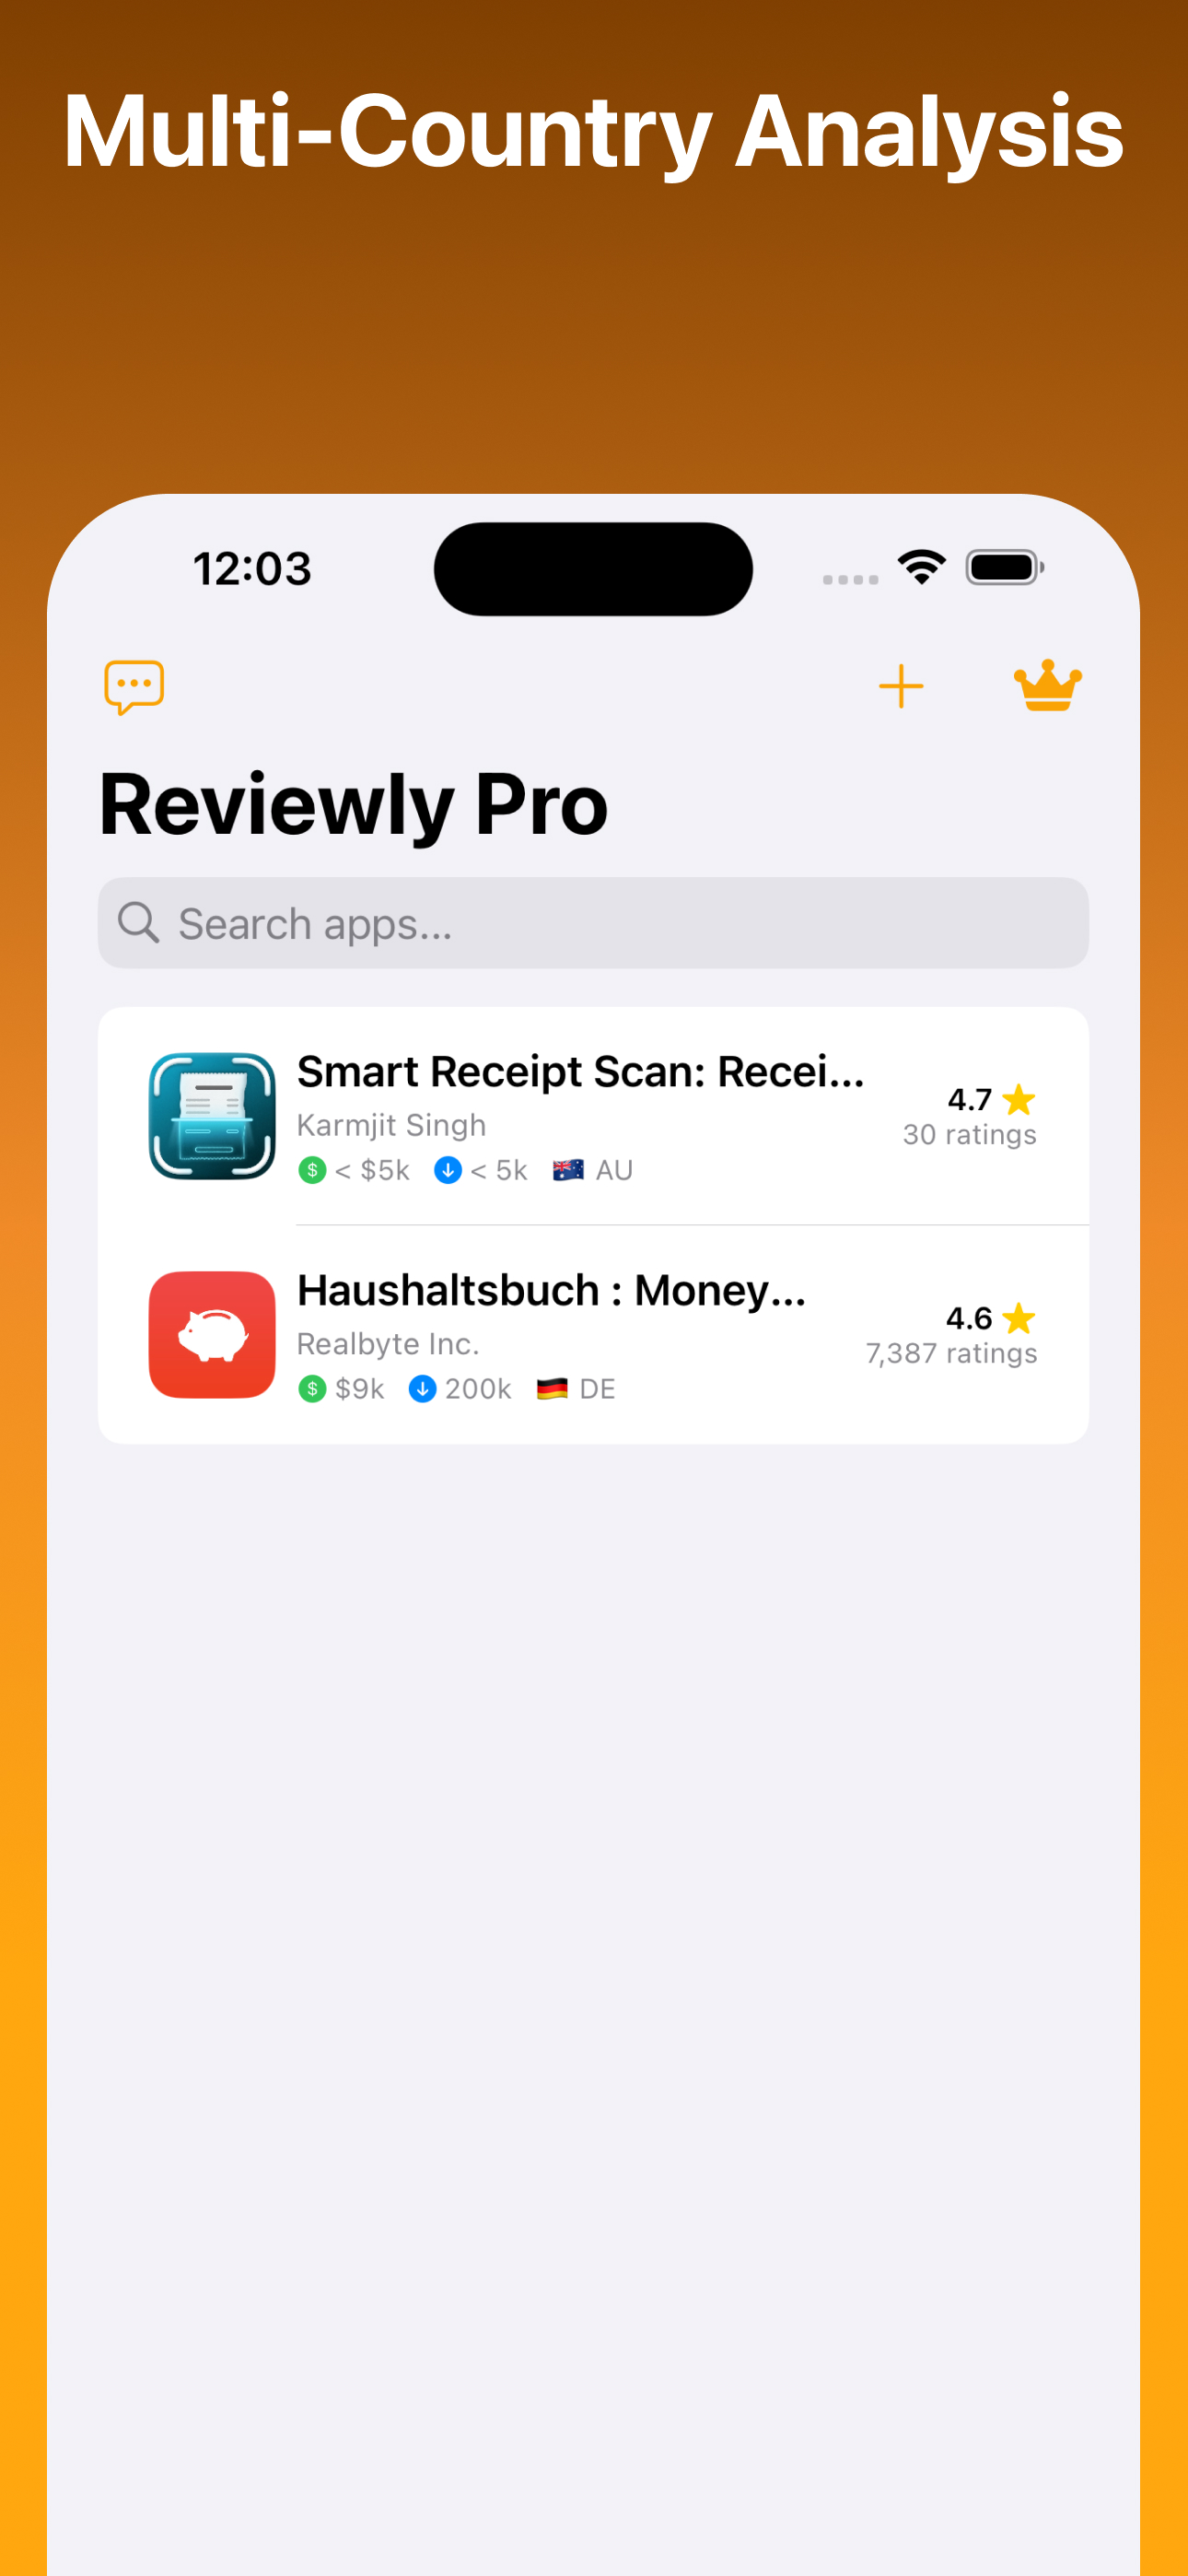 Multi-Country Analysis
12:03
Reviewly Pro
Search apps...
Smart Receipt Scan: Recei...
Karmjit Singh
$ < $5k < 5k AU
4.7
30 ratings
Haushaltsbuch : Money...
Realbyte Inc.
$ $9k 200k DE
4.6
7,387 ratings